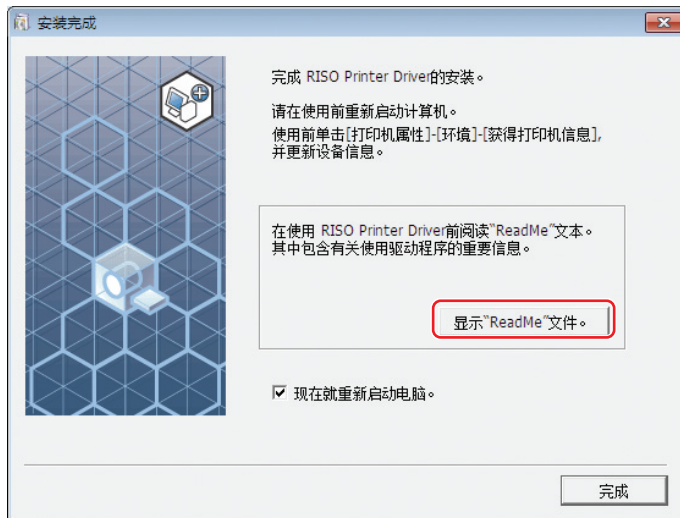 安装完成
完成 RISO Printer Driver的安装。
请在使用前重新启动计算机。
使用前单击[打印机属性]-[环境]-[获得打印机信息],
并更新设备信息。
在使用 RISO Printer Driver前阅读“ReadMe”文本。
其中包含有关使用驱动程序的重要信息。
显示“ReadMe”文件。
现在就重新启动电脑。
完成